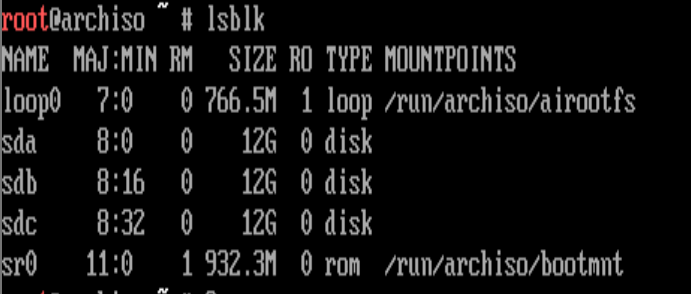 root@archiso ~ # lsblk
NAME MAJ:MIN RM SIZE RO TYPE MOUNTPOINTS
loop0 7:0 0 766.5M 1 loop /run/archiso/airootfs
sda 8:0 0 12G 0 disk
sdb 8:16 0 12G 0 disk
sdc 8:32 0 12G 0 disk
sr0 11:0 1 932.3M 0 rom /run/archiso/bootmnt